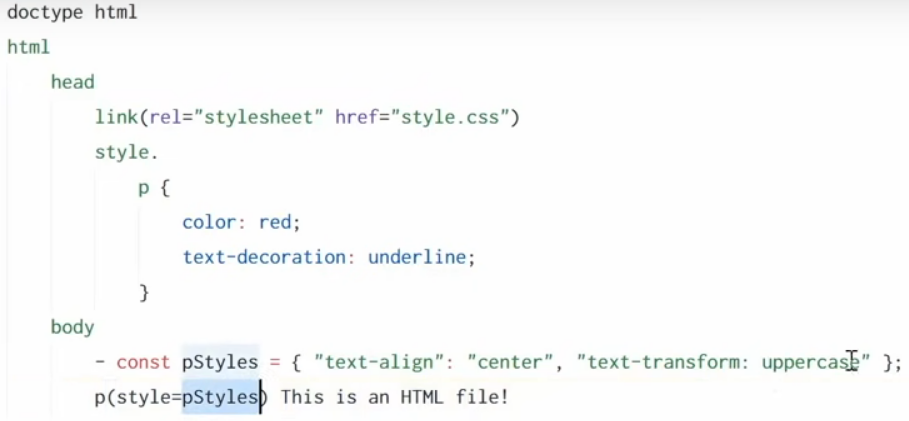 doctype html
html
head
link(rel="stylesheet" href="style.css")
style.
p {
color: red;
text-decoration: underline;
}
body
- const pStyles = { "text-align": "center", "text-transform: uppercase" };
p(style=pStyles) This is an HTML file!